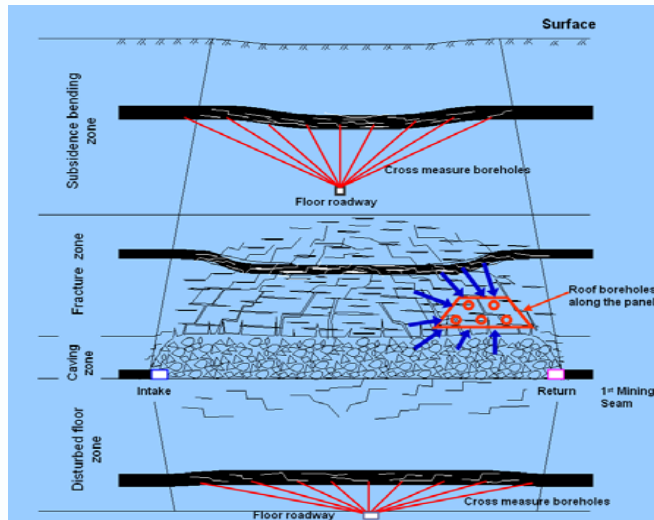 Surface
Subsidence bending
zone
Cross measure boreholes
Floor roadway
Fracture zone
Roof boreholes
along the panel
Caving
zone
Intake
Return
1st Mining
Seam
Disturbed floor
zone
Cross measure boreholes
Floor roadway